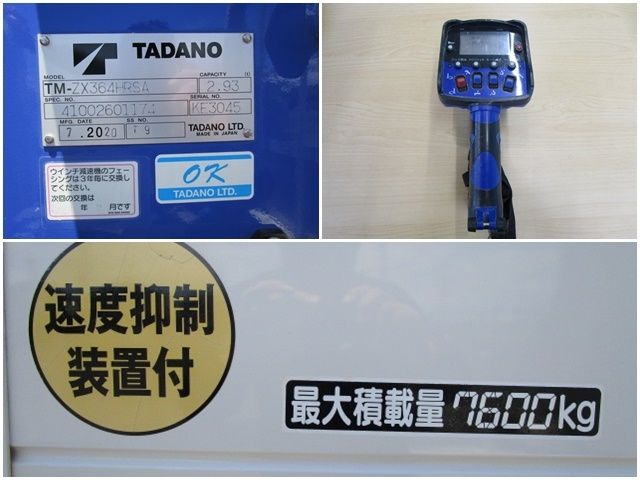 TADANO
MODEL
CAPACITY (t)
TM-ZX364HRSA
2.93
SPEC. NO.
SERIAL NO.
41002601174
KE3045
MFG. DATE
SS NO.
7.2020
T9
TADANO LTD.
MADE IN JAPAN
ウインチ減速機のフェー
シングは3年毎に交換し
てください。
次回の交換は
年 月です
OK
TADANO LTD.
速度抑制
装置付
最大積載量 7600kg